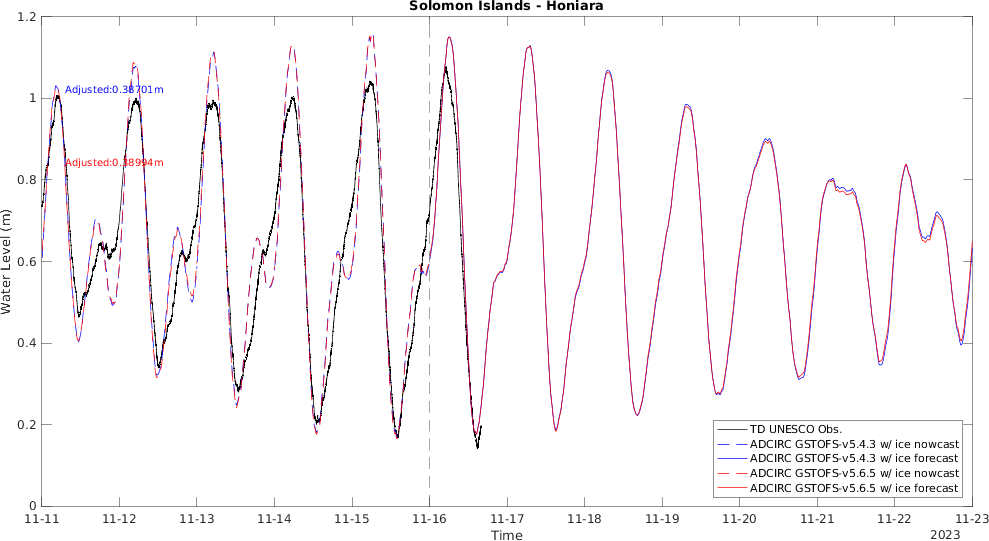 Solomon Islands - Honiara
1.2
1
0.8
0.6
0.4
0.2
0
Water Level (m)
Adjusted:0.38701m
Adjusted:0.38994m
TD UNESCO Obs.
ADCIRC GSTOFS-v5.4.3 w/ ice nowcast
ADCIRC GSTOFS-v5.4.3 w/ ice forecast
ADCIRC GSTOFS-v5.6.5 w/ ice nowcast
ADCIRC GSTOFS-v5.6.5 w/ ice forecast
11-11 11-12 11-13 11-14 11-15 11-16 11-17 11-18 11-19 11-20 11-21 11-22 11-23
Time
2023